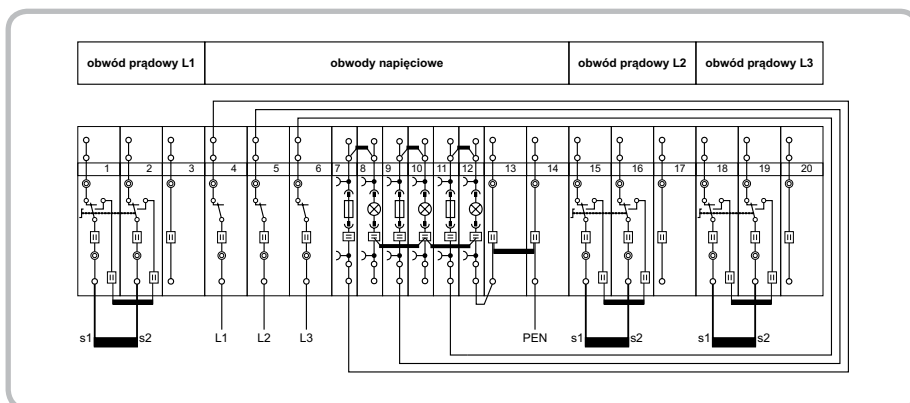 obwód prądowy L1 obwody napięciowe obwód prądowy L2 obwód prądowy L3
1 2 3 4 5 6 7 8 9 10 11 12 13 14 15 16 17 18 19 20
s1 s2 L1 L2 L3 PEN s1 s2 s1 s2